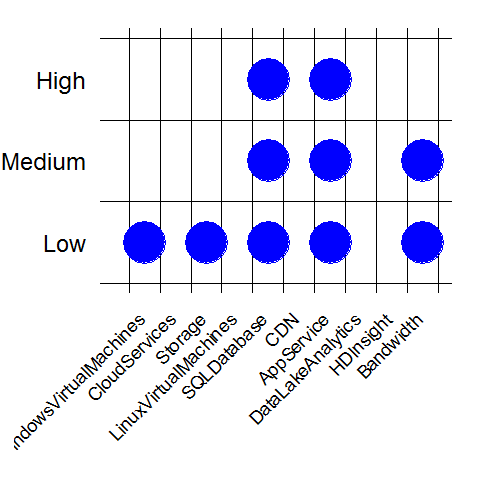 High
Medium
Low
ndowsVirtualMachines
CloudServices
Storage
LinuxVirtualMachines
SQLDatabase
CDN
AppService
DataLakeAnalytics
HDInsight
Bandwidth